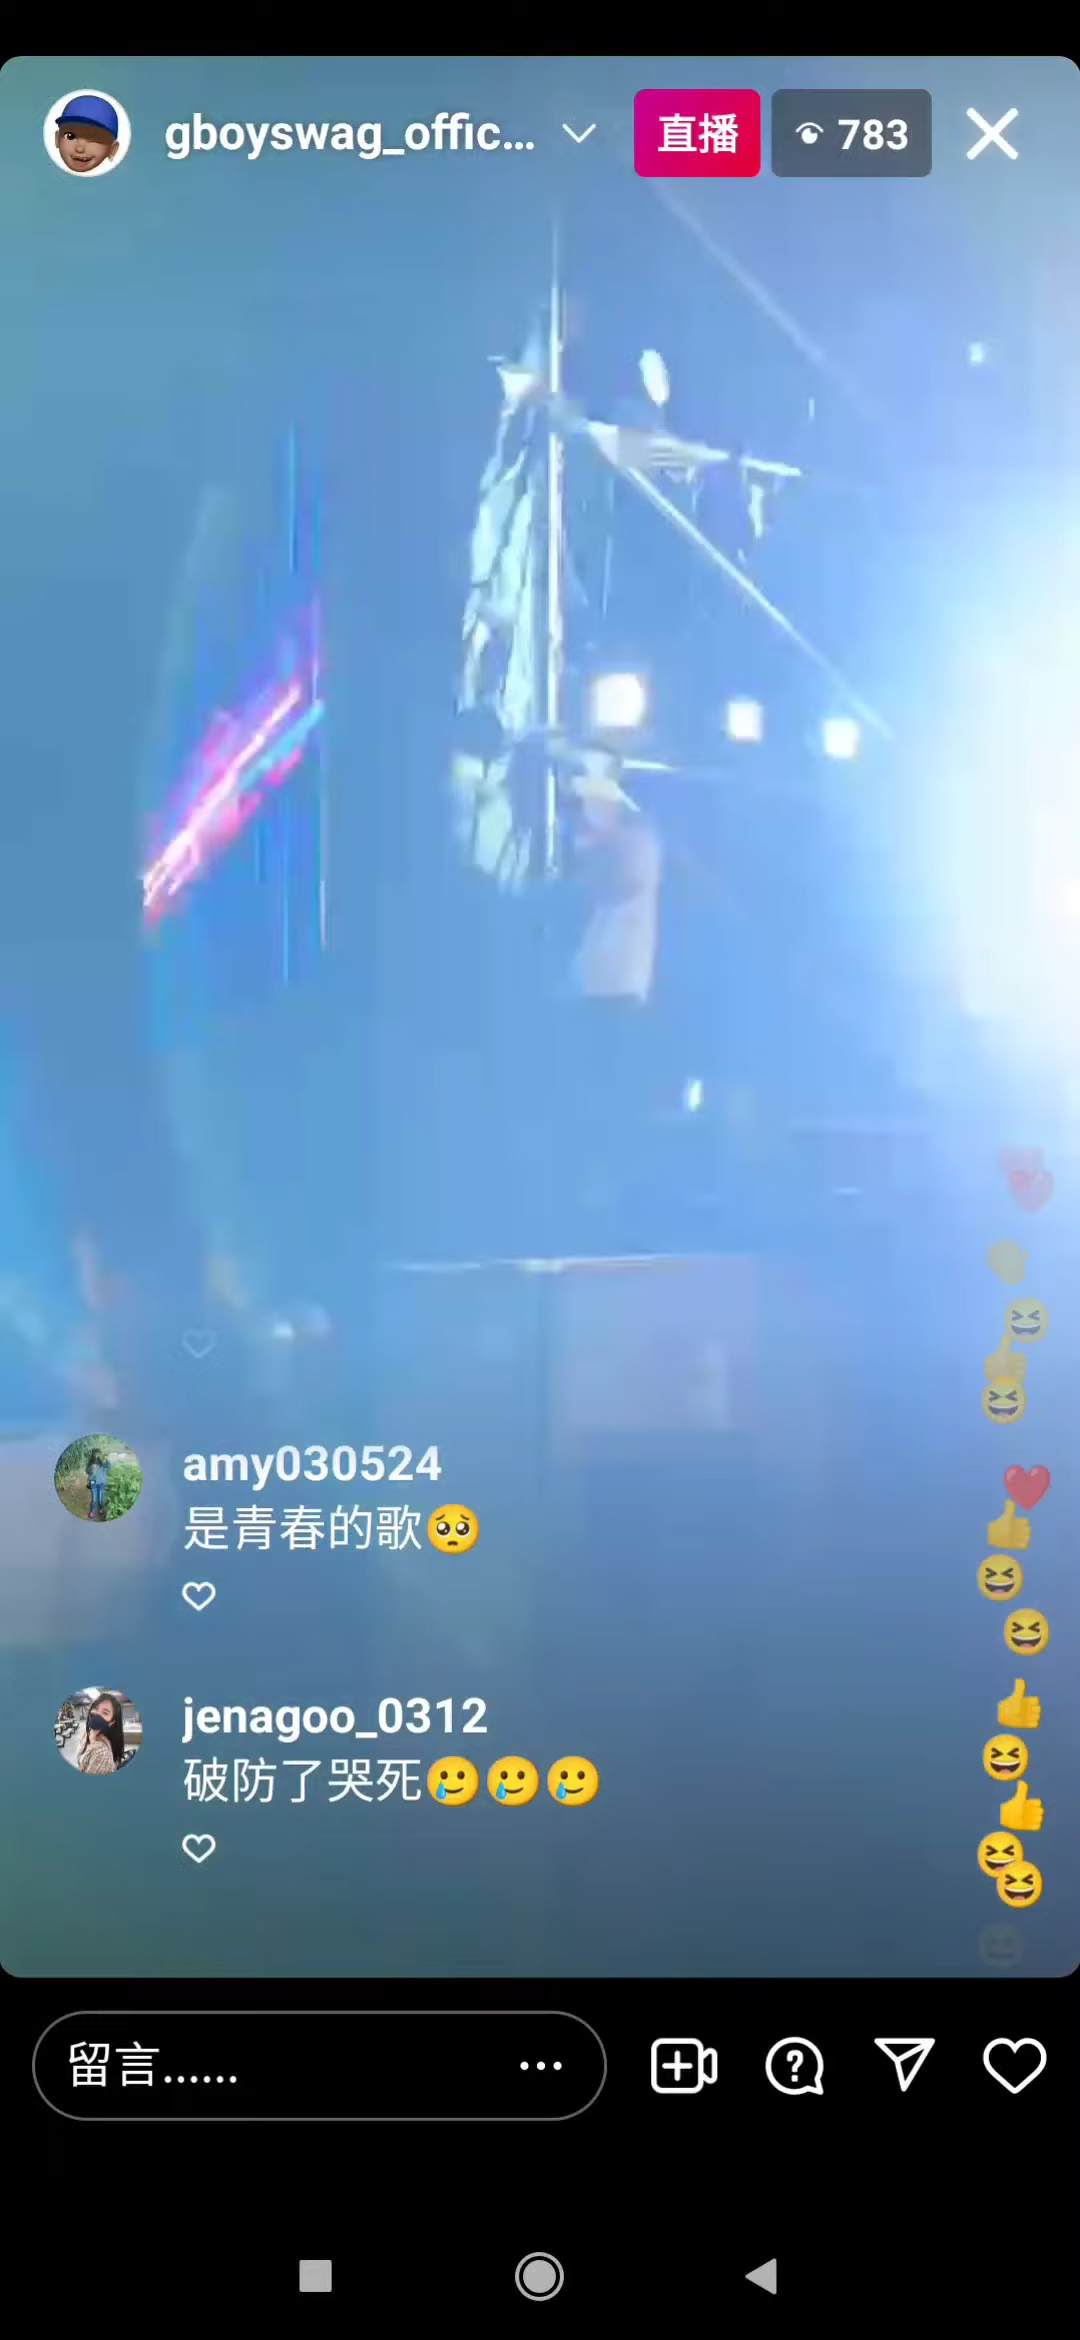 gboyswag_offic...
直播
783
amy030524
是青春的歌🥺
jenagoo_0312
破防了哭死🥲🥲🥲
留言......